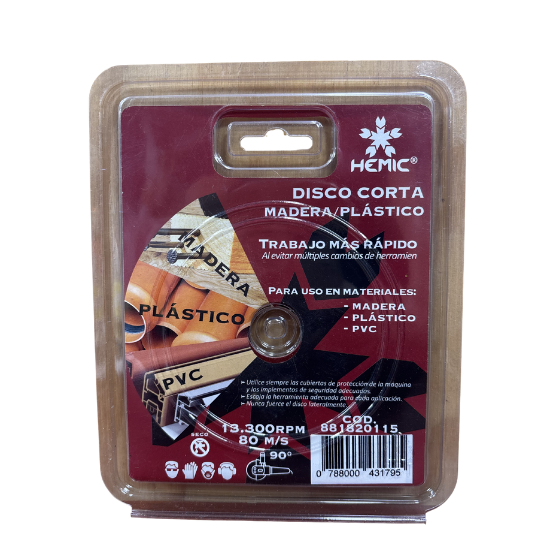 HEMIC®
DISCO CORTA
MADERA/PLÁSTICO
TRABAJO MÁS RÁPIDO
Al evitar múltiples cambios de herramien
PARA USO EN MATERIALES:
- MADERA
- PLÁSTICO
- PVC
MADERA
PLÁSTICO
PVC
Utilice siempre las cubiertas de protección de la máquina
y los implementos de seguridad adecuados.
Escoja la herramienta adecuada para cada aplicación.
Nunca fuerce el disco lateralmente
13.300RPM
80 M/S
COD.
881820115
SECO
90°
0 788000 431795